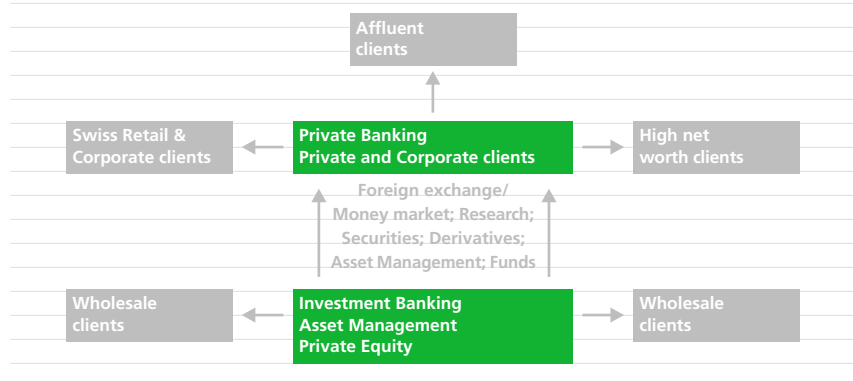 Affluent
clients
Swiss Retail &
Corporate clients
Private Banking
Private and Corporate clients
High net
worth clients
Foreign exchange/
Money market; Research;
Securities; Derivatives;
Asset Management; Funds
Wholesale
clients
Investment Banking
Asset Management
Private Equity
Wholesale
clients